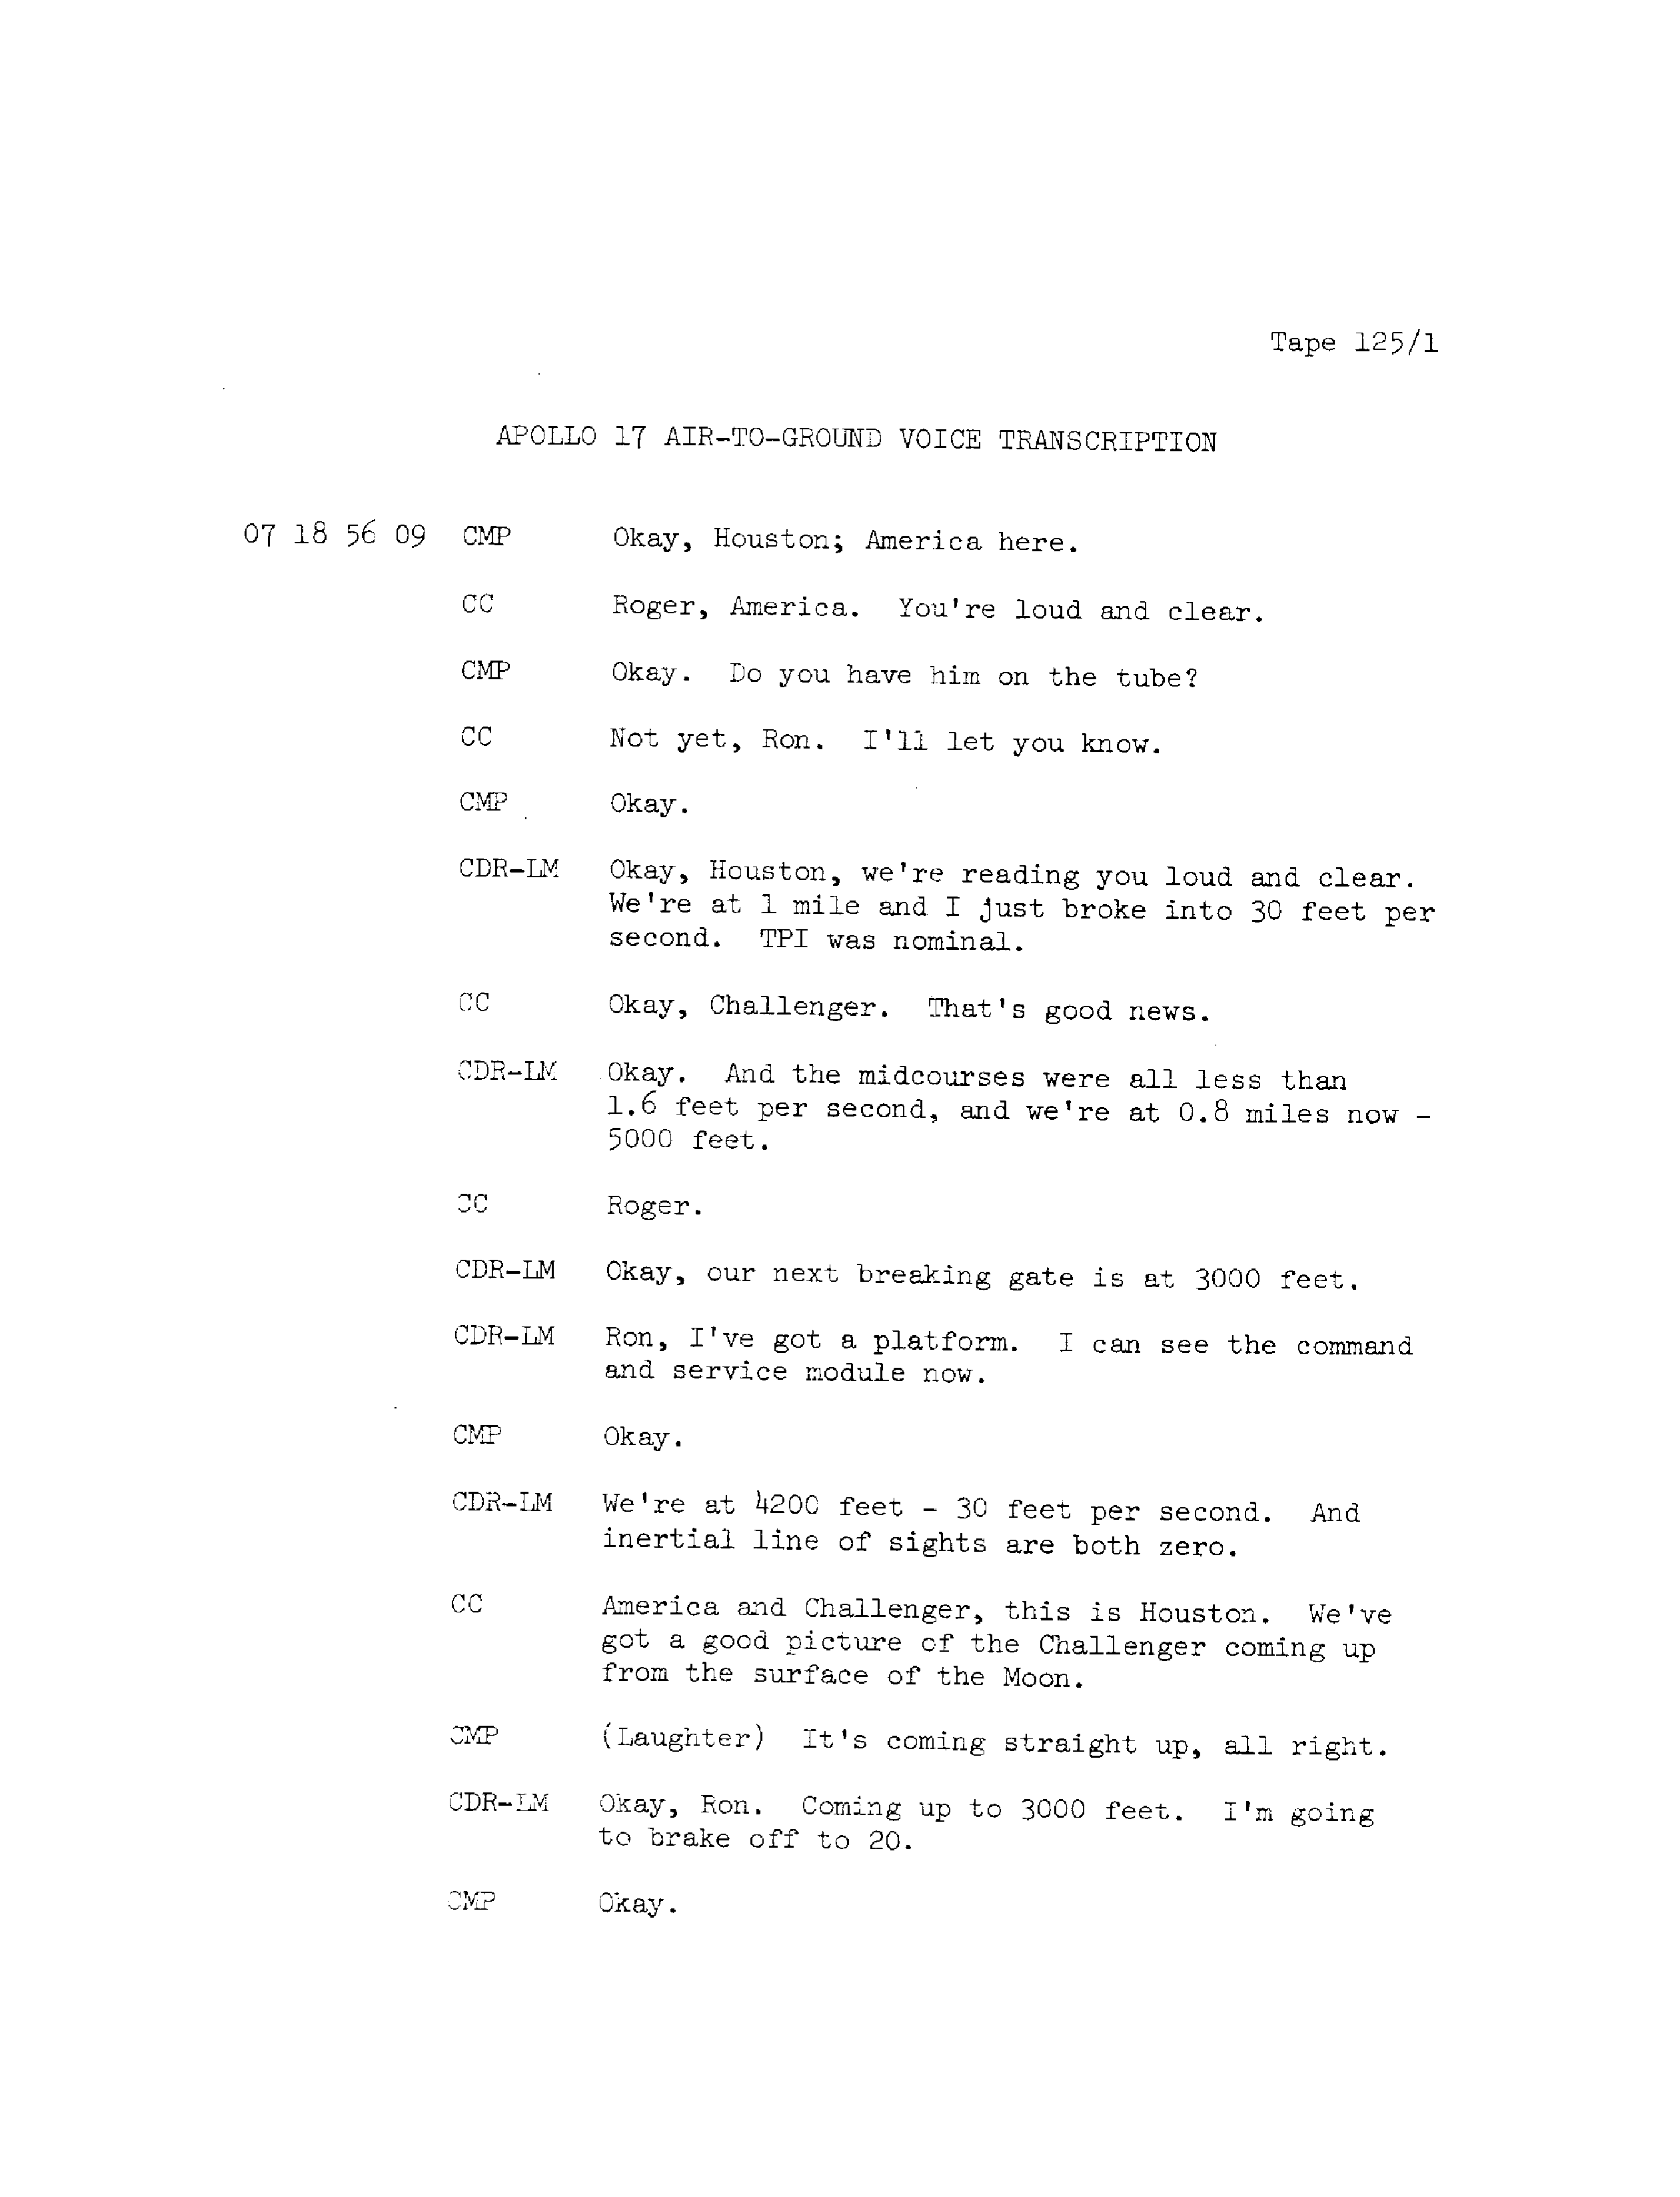 Tape 125/1
APOLLO 17 AIR-TO-GROUND VOICE TRANSCRIPTION
07 18 56 09 CMP Okay, Houston; America here.
CC Roger, America. You're loud and clear.
CMP Okay. Do you have him on the tube?
CC Not yet, Ron. I'll let you know.
CMP Okay.
CDR-LM Okay, Houston, we're reading you loud and clear.
We're at 1 mile and I just broke into 30 feet per
second. TPI was nominal.
CC Okay, Challenger. That's good news.
CDR-LM Okay. And the midcourses were all less than
1.6 feet per second, and we're at 0.8 miles now -
5000 feet.
CC Roger.
CDR-LM Okay, our next breaking gate is at 3000 feet.
CDR-LM Ron, I've got a platform. I can see the command
and service module now.
CMP Okay.
CDR-LM We're at 4200 feet - 30 feet per second. And
inertial line of sights are both zero.
CC America and Challenger, this is Houston. We've
got a good picture of the Challenger coming up
from the surface of the Moon.
CMP (Laughter) It's coming straight up, all right.
CDR-LM Okay, Ron. Coming up to 3000 feet. I'm going
to brake off to 20.
CMP Okay.